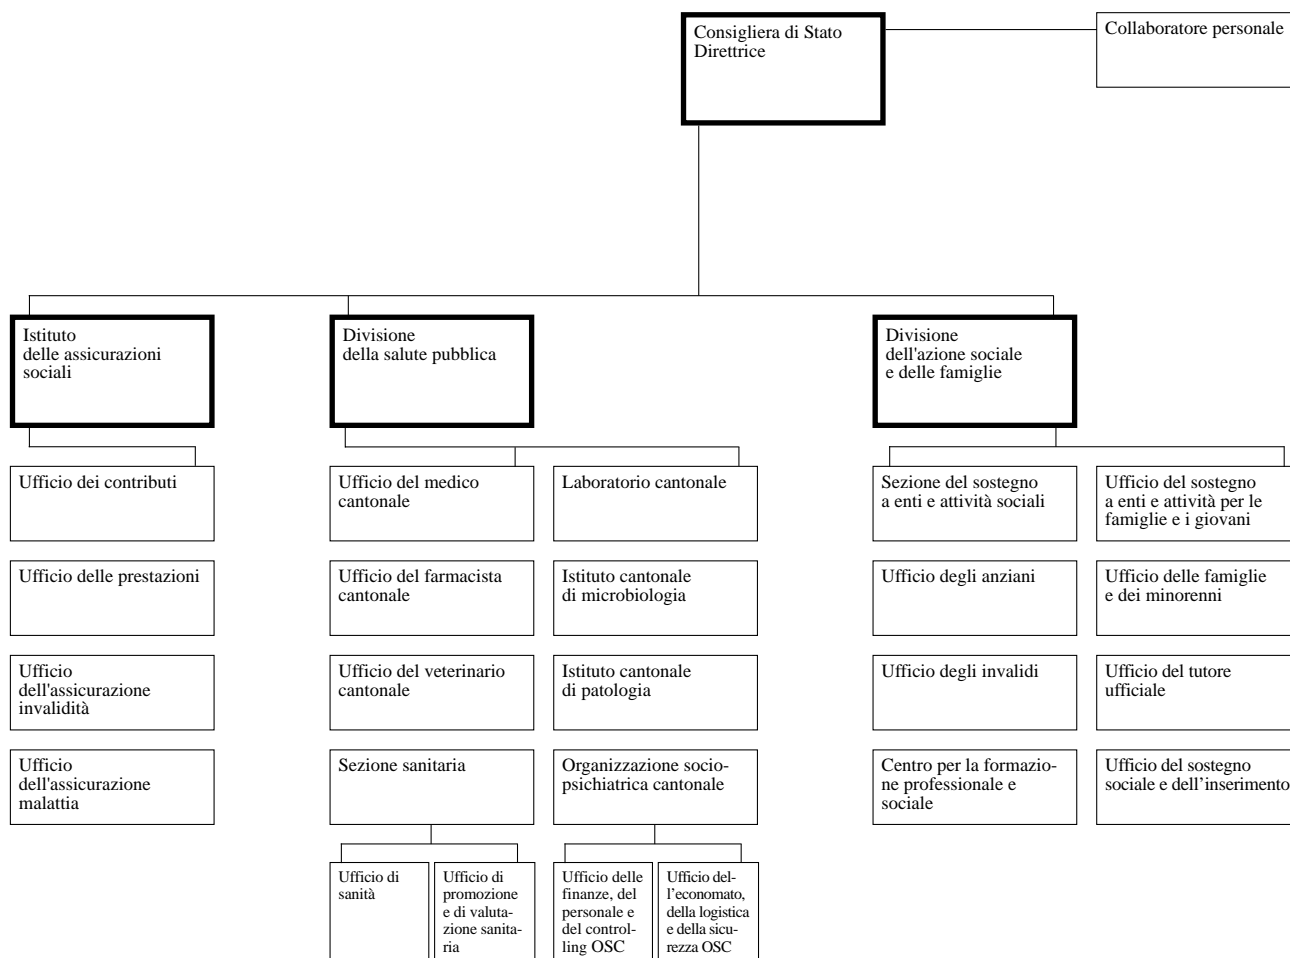 Consigliera di Stato
Direttrice
Collaboratore personale
Istituto
delle assicurazioni
sociali
Divisione
della salute pubblica
Divisione
dell'azione sociale
e delle famiglie
Ufficio dei contributi
Ufficio del medico
cantonale
Laboratorio cantonale
Sezione del sostegno
a enti e attività sociali
Ufficio del sostegno
a enti e attività per le
famiglie e i giovani
Ufficio delle prestazioni
Ufficio del farmacista
cantonale
Istituto cantonale
di microbiologia
Ufficio degli anziani
Ufficio delle famiglie
e dei minorenni
Ufficio
dell'assicurazione
invalidità
Ufficio del veterinario
cantonale
Istituto cantonale
di patologia
Ufficio degli invalidi
Ufficio del tutore
ufficiale
Ufficio
dell'assicurazione
malattia
Sezione sanitaria
Organizzazione socio-
psichiatrica cantonale
Centro per la formazio-
ne professionale e
sociale
Ufficio del sostegno
sociale e dell’inserimento
Ufficio di
sanità
Ufficio di
promozione
e di valuta-
zione sanita-
ria
Ufficio delle
finanze, del
personale e
del control-
ling OSC
Ufficio del-
l’economato,
della logistica
e della sicu-
rezza OSC